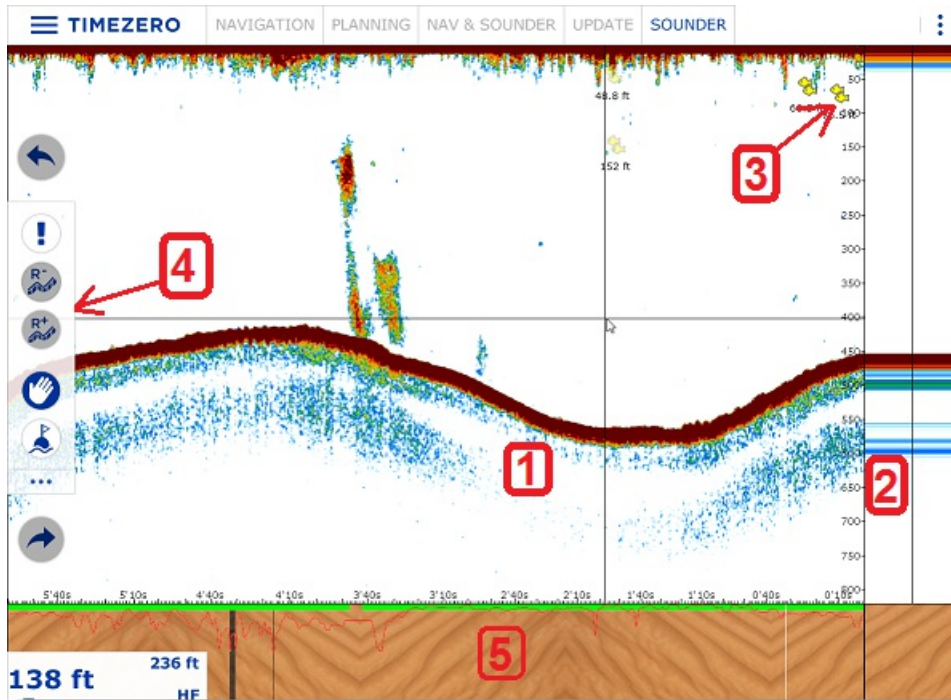 TIMEZERO NAVIGATION PLANNING NAV & SOUNDER UPDATE SOUNDER
50
48.8 ft
3
152 ft
150
200
R-
4
250
300
R+
350
400
450
1
550
2
650
700
750
800
5'40s 5'10s 4'40s 4'10s 3'40s 3'10s 2'40s 2'10s 1'40s 1'10s 0'40s 0'10s
5
138 ft
236 ft
HF